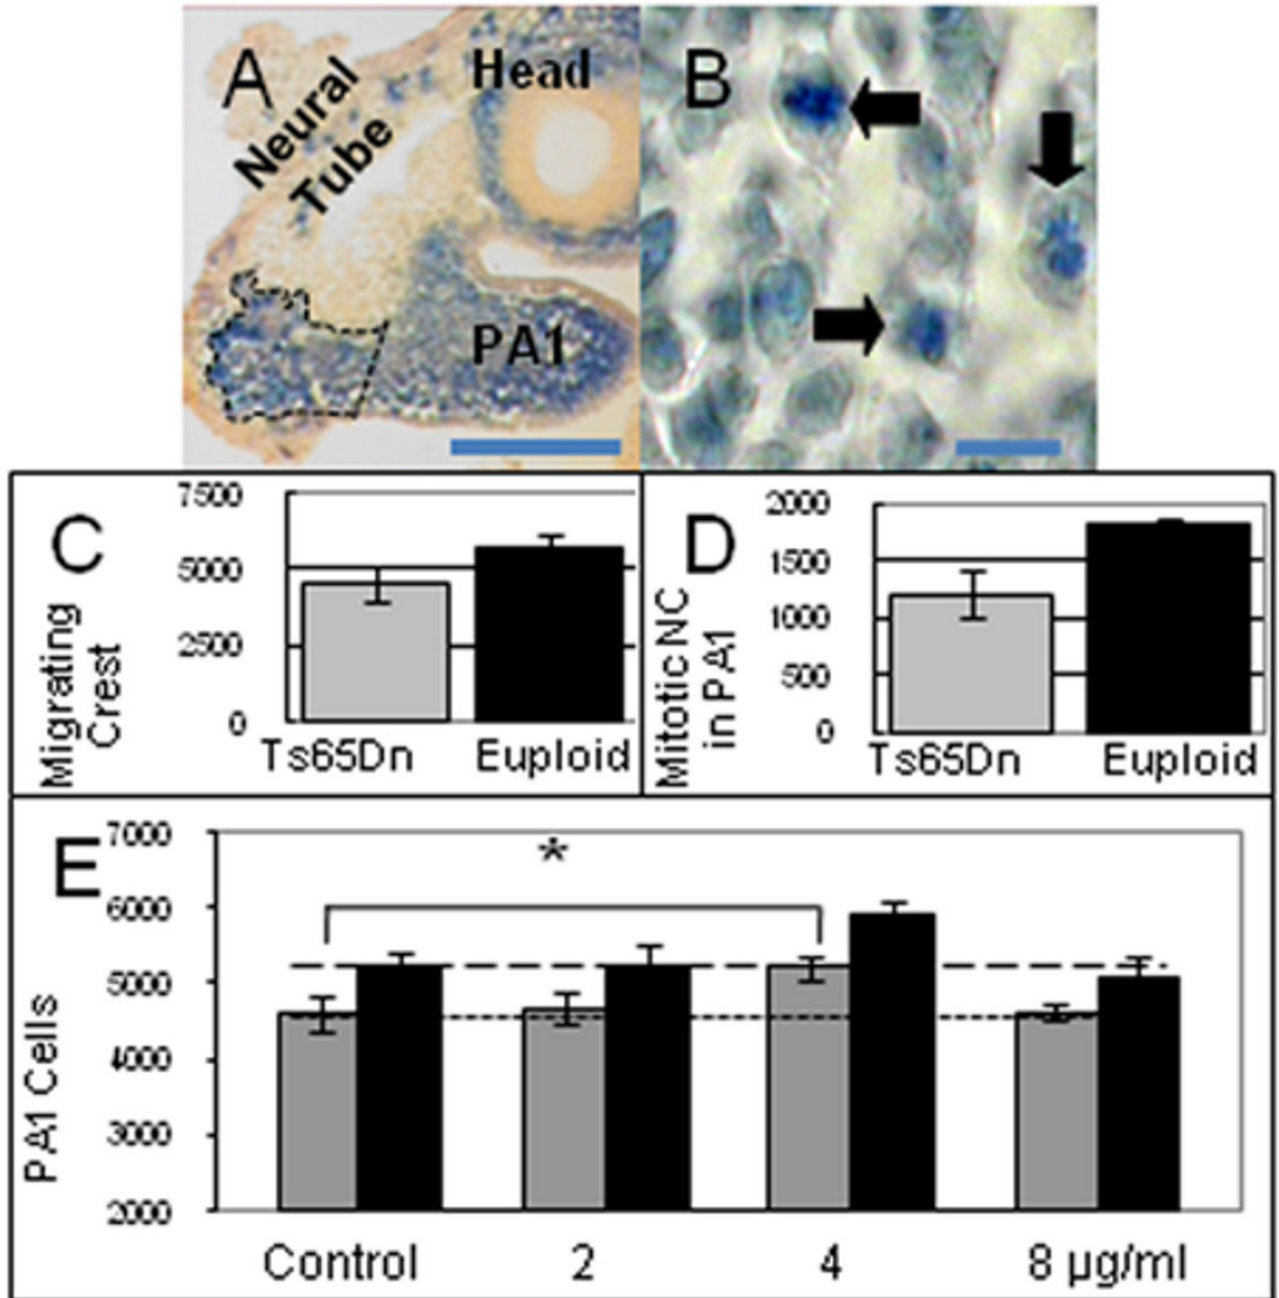 A
Neural
Tube
Head
PA1
B
C
Migrating
Crest
7500
5000
2500
0
Ts65Dn
Euploid
D
Mitotic NC
in PA1
2000
1500
1000
500
0
Ts65Dn
Euploid
E
PA1 Cells
7000
6000
5000
4000
3000
2000
*
Control
2
4
8 µg/ml